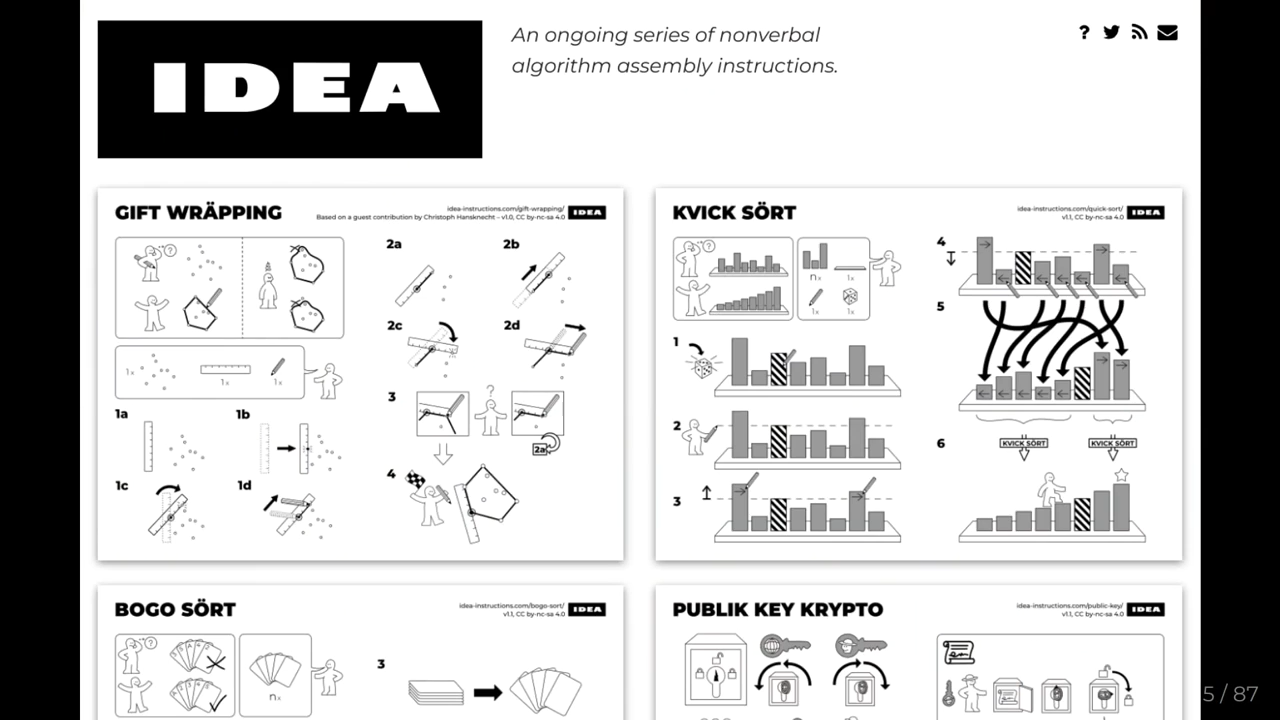 IDEA
An ongoing series of nonverbal
algorithm assembly instructions.
?
GIFT WRÄPPING
idea-instructions.com/gift-wrapping/
Based on a guest contribution by Christoph Hansknecht – v1.0, CC by-nc-sa 4.0
IDEA
?
1x
1x
1x
1a
1b
1c
1d
2a
2b
2c
2d
3
?
2a
4
KVICK SÖRT
idea-instructions.com/quick-sort/
v1.1, CC by-nc-sa 4.0
IDEA
?
nx
1x
1x
1x
1
2
3
4
5
6
KVICK SÖRT
KVICK SÖRT
BOGO SÖRT
idea-instructions.com/bogo-sort/
v1.1, CC by-nc-sa 4.0
IDEA
?
nx
3
PUBLIK KEY KRYPTO
idea-instructions.com/public-key/
v1.1, CC by-nc-sa 4.0
IDEA
5 / 87